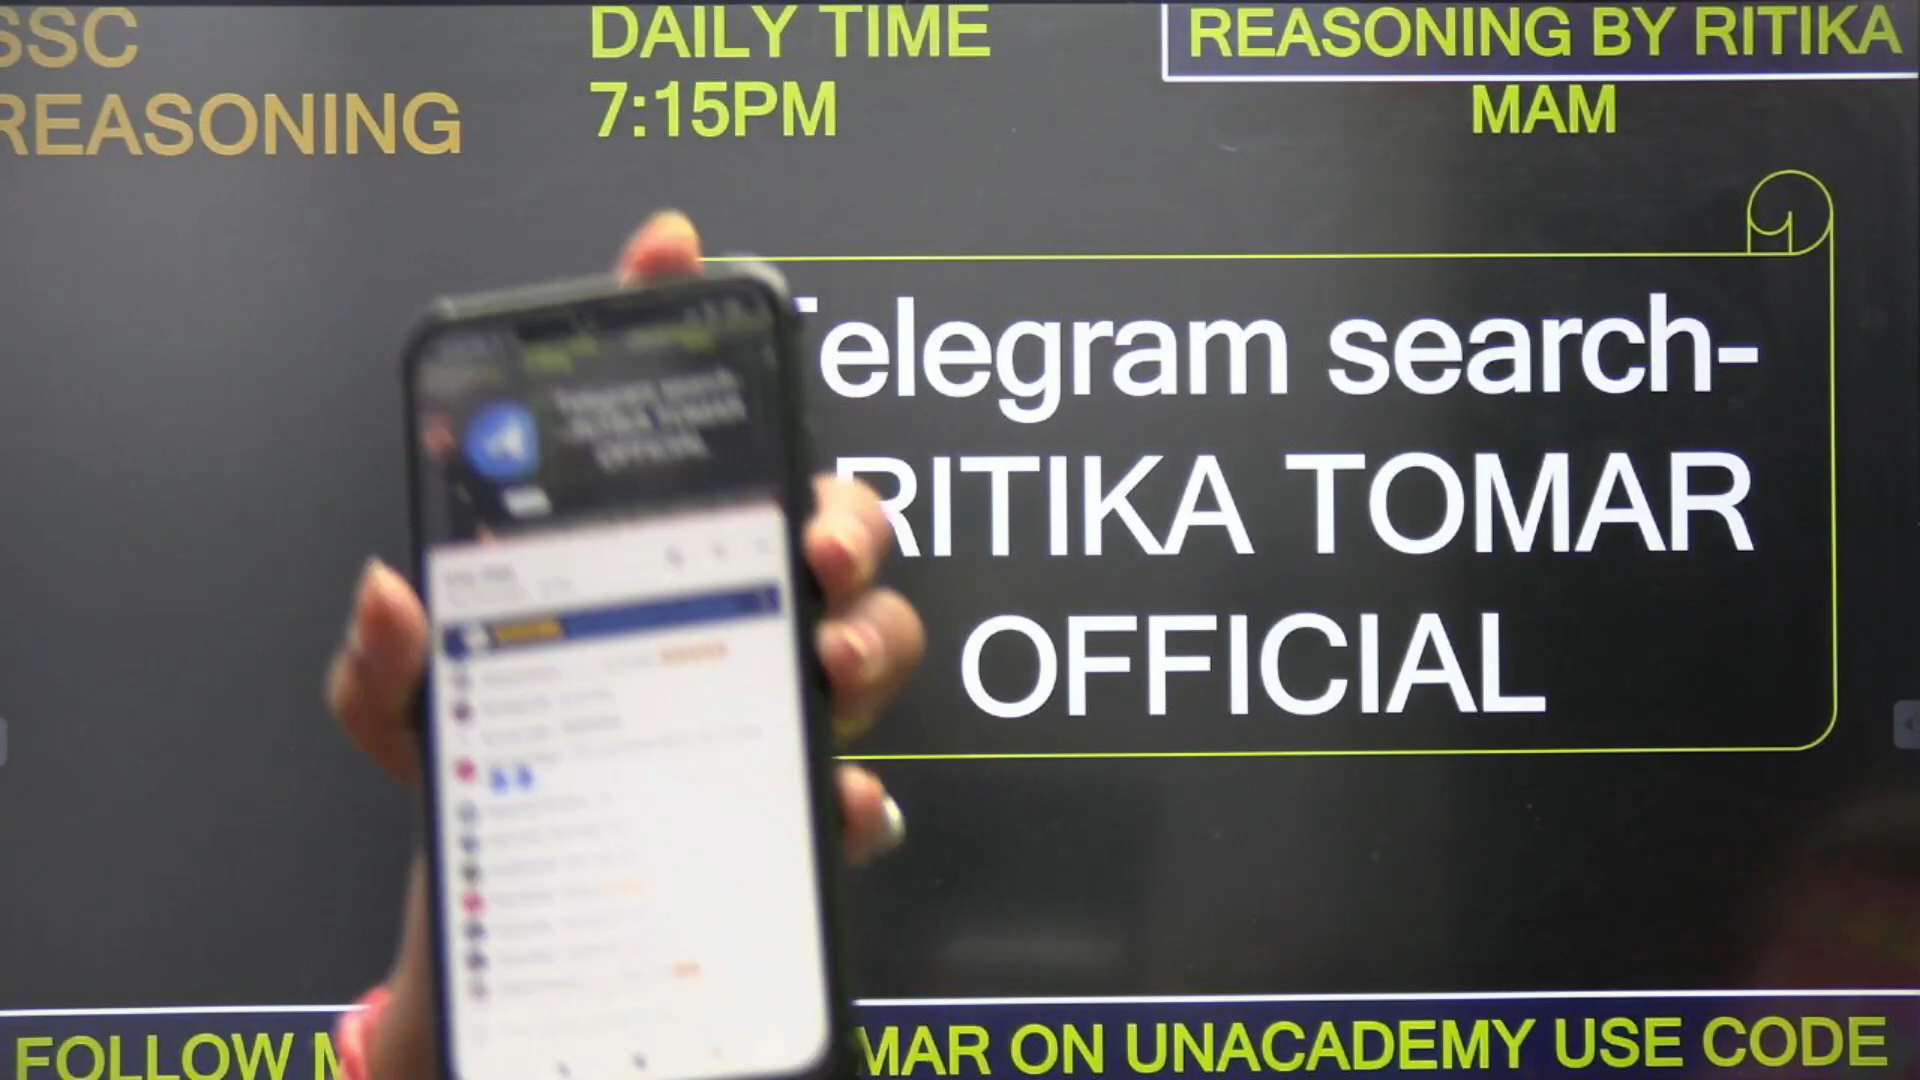 SSC
REASONING
DAILY TIME
7:15PM
REASONING BY RITIKA
MAM
Telegram search-
RITIKA TOMAR
OFFICIAL
FOLLOW M
MAR ON UNACADEMY USE CODE